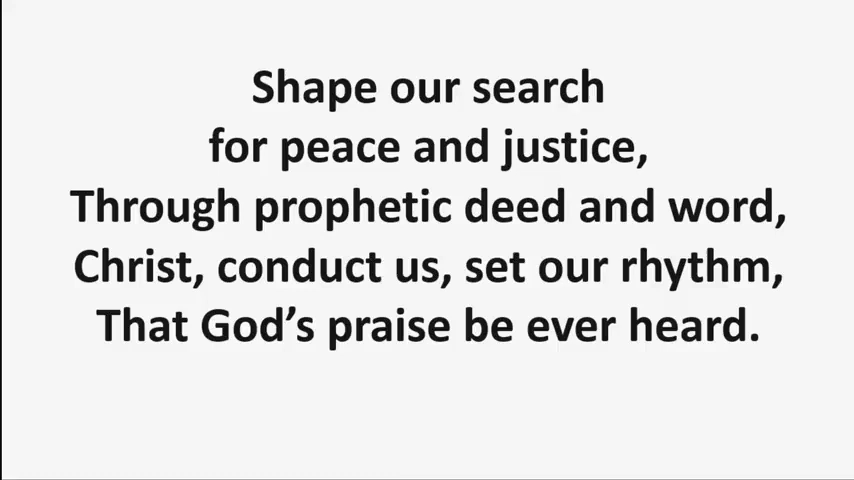 Shape our search
for peace and justice,
Through prophetic deed and word,
Christ, conduct us, set our rhythm,
That God’s praise be ever heard.